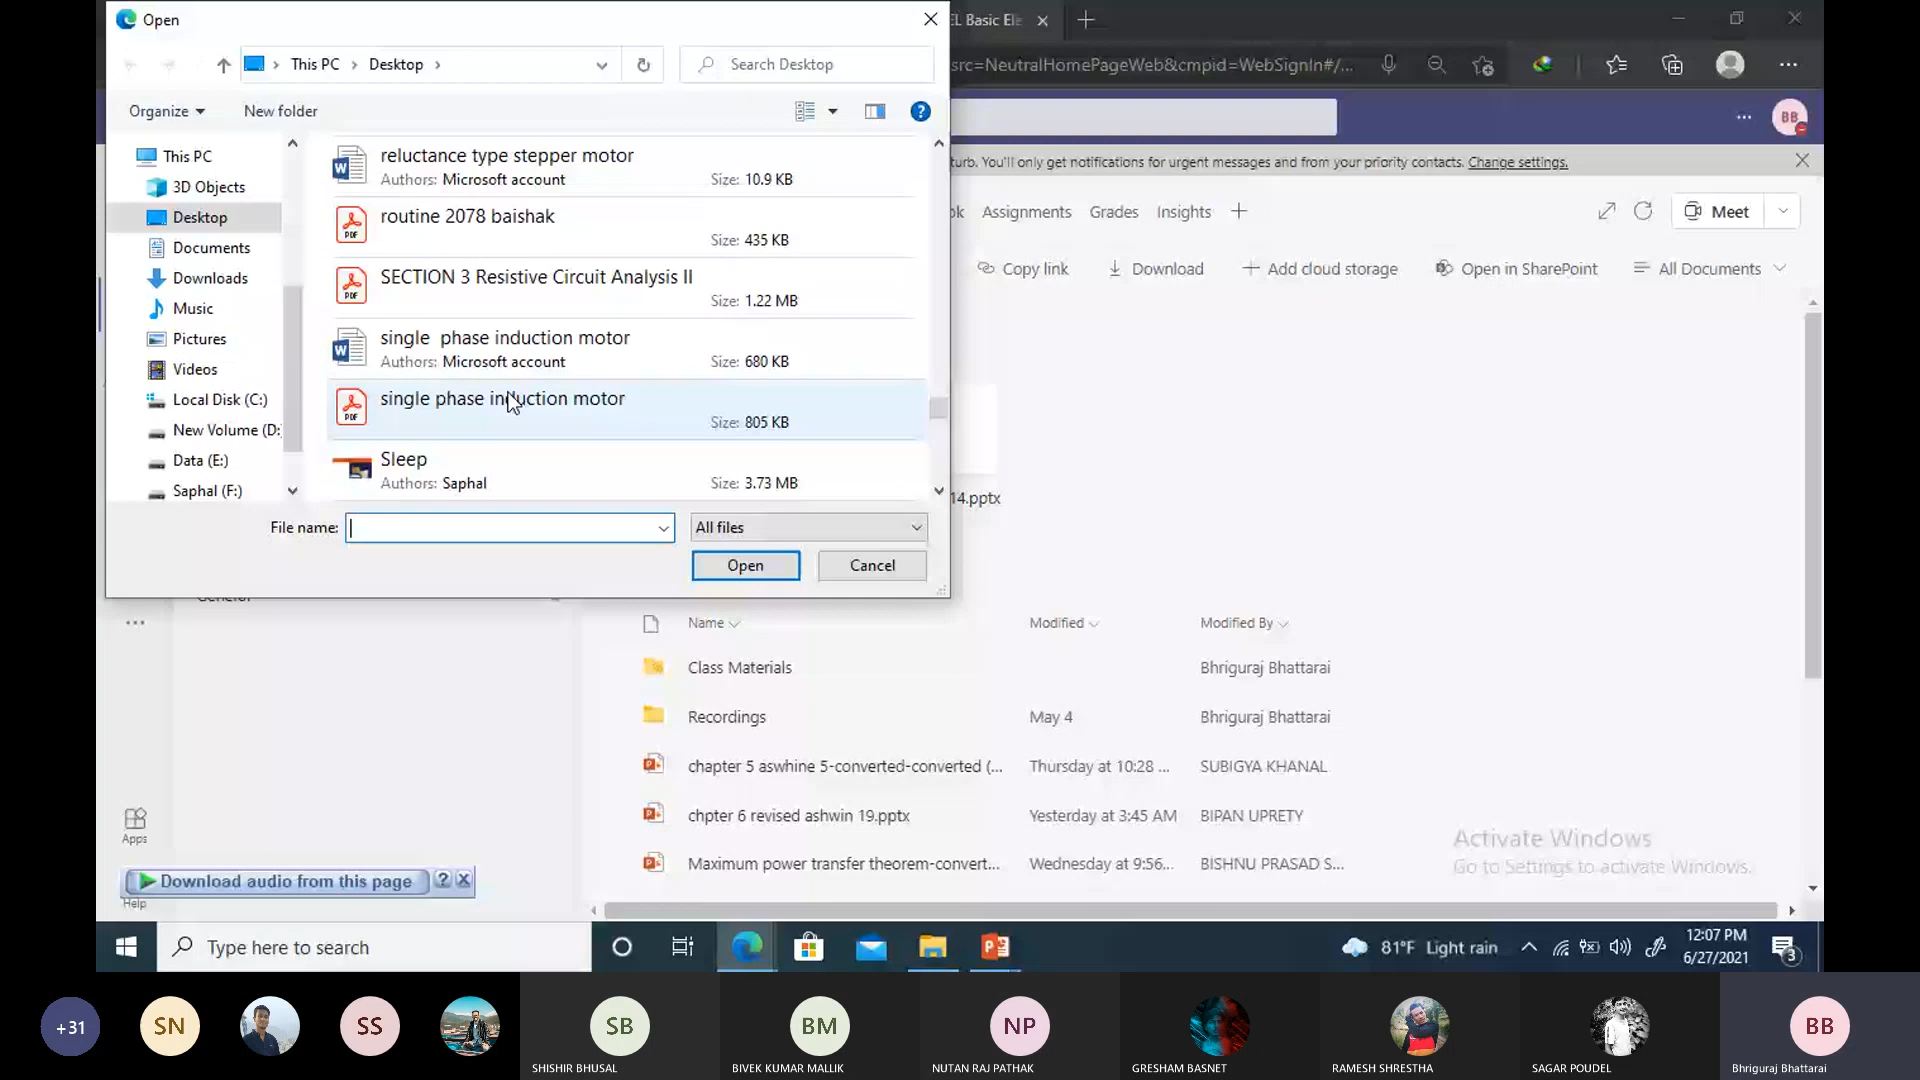 Open
EL Basic Ele
This PC
Desktop
Search Desktop
src=NeutralHomePageWeb&cmpid=WebSignIn#/...
Organize
New folder
BB
This PC
3D Objects
Desktop
Documents
Downloads
Music
Pictures
Videos
Local Disk (C:)
New Volume (D:
Data (E:)
Saphal (F:)
reluctance type stepper motor
Authors: Microsoft account
Size: 10.9 KB
routine 2078 baishak
Size: 435 KB
SECTION 3 Resistive Circuit Analysis II
Size: 1.22 MB
single phase induction motor
Authors: Microsoft account
Size: 680 KB
single phase induction motor
Size: 805 KB
Sleep
Authors: Saphal
Size: 3.73 MB
File name:
All files
Open
Cancel
turb. You'll only get notifications for urgent messages and from your priority contacts. Change settings.
ok
Assignments
Grades
Insights
Meet
Copy link
Download
Add cloud storage
Open in SharePoint
All Documents
14.pptx
Name
Modified
Modified By
Class Materials
Bhriguraj Bhattarai
Recordings
May 4
Bhriguraj Bhattarai
chapter 5 aswhine 5-converted-converted (...
Thursday at 10:28 ...
SUBIGYA KHANAL
chpter 6 revised ashwin 19.pptx
Yesterday at 3:45 AM
BIPAN UPRETY
Maximum power transfer theorem-convert...
Wednesday at 9:56...
BISHNU PRASAD S...
Apps
Download audio from this page
Help
Activate Windows
Go to Settings to activate Windows.
Type here to search
81°F Light rain
12:07 PM
6/27/2021
3
+31
SN
SS
SB
SHISHIR BHUSAL
BM
BIVEK KUMAR MALLIK
NP
NUTAN RAJ PATHAK
GRESHAM BASNET
RAMESH SHRESTHA
SAGAR POUDEL
BB
Bhriguraj Bhattarai